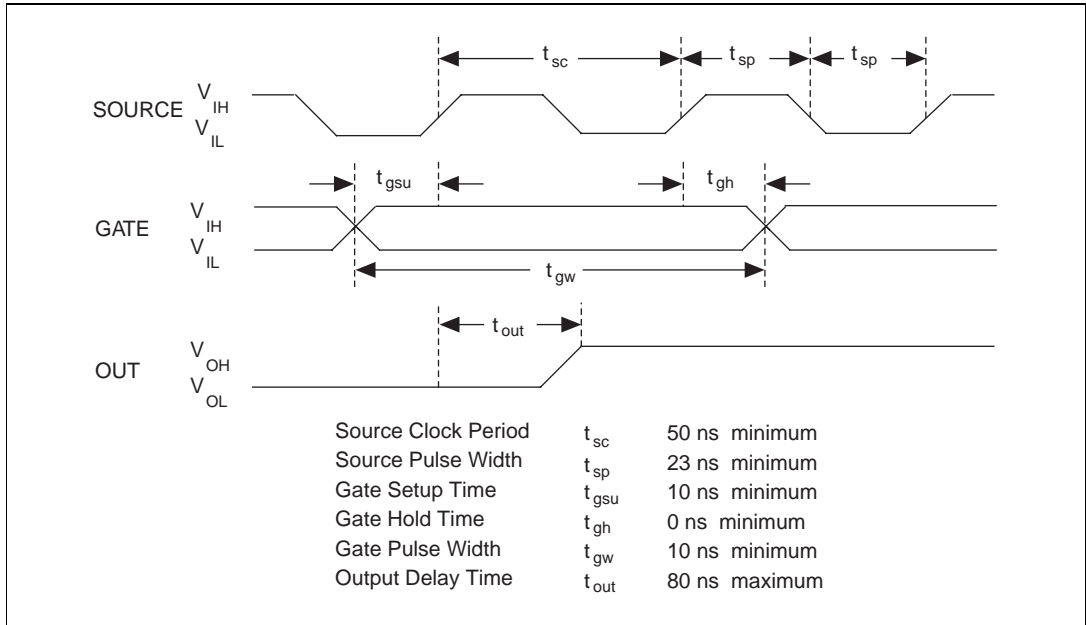 t sc t sp t sp
SOURCE V IH
V IL
t gsu t gh
GATE V IH
V IL
t gw
t out
OUT V OH
V OL
Source Clock Period t sc 50 ns minimum
Source Pulse Width t sp 23 ns minimum
Gate Setup Time t gsu 10 ns minimum
Gate Hold Time t gh 0 ns minimum
Gate Pulse Width t gw 10 ns minimum
Output Delay Time t out 80 ns maximum